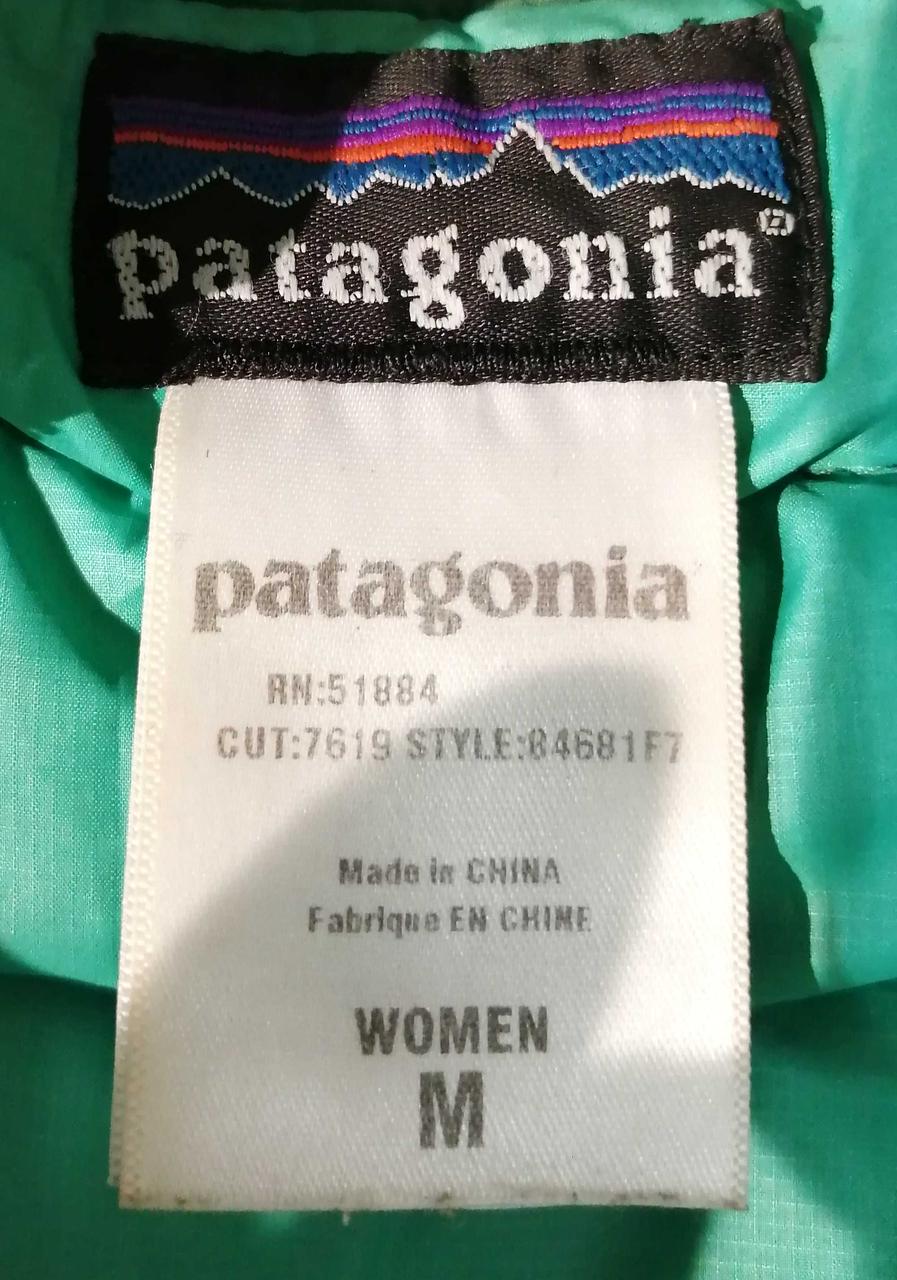 patagonia®
patagonia
RN:51884
CUT:7619 STYLE:84681F7
Made in CHINA
Fabrique EN CHINE
WOMEN
M